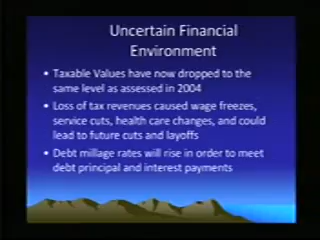 Uncertain Financial
Environment
• Taxable Values have now dropped to the
same level as assessed in 2004
• Loss of tax revenues caused wage freezes,
service cuts, health care changes, and could
lead to future cuts and layoffs
• Debt millage rates will rise in order to meet
debt principal and interest payments